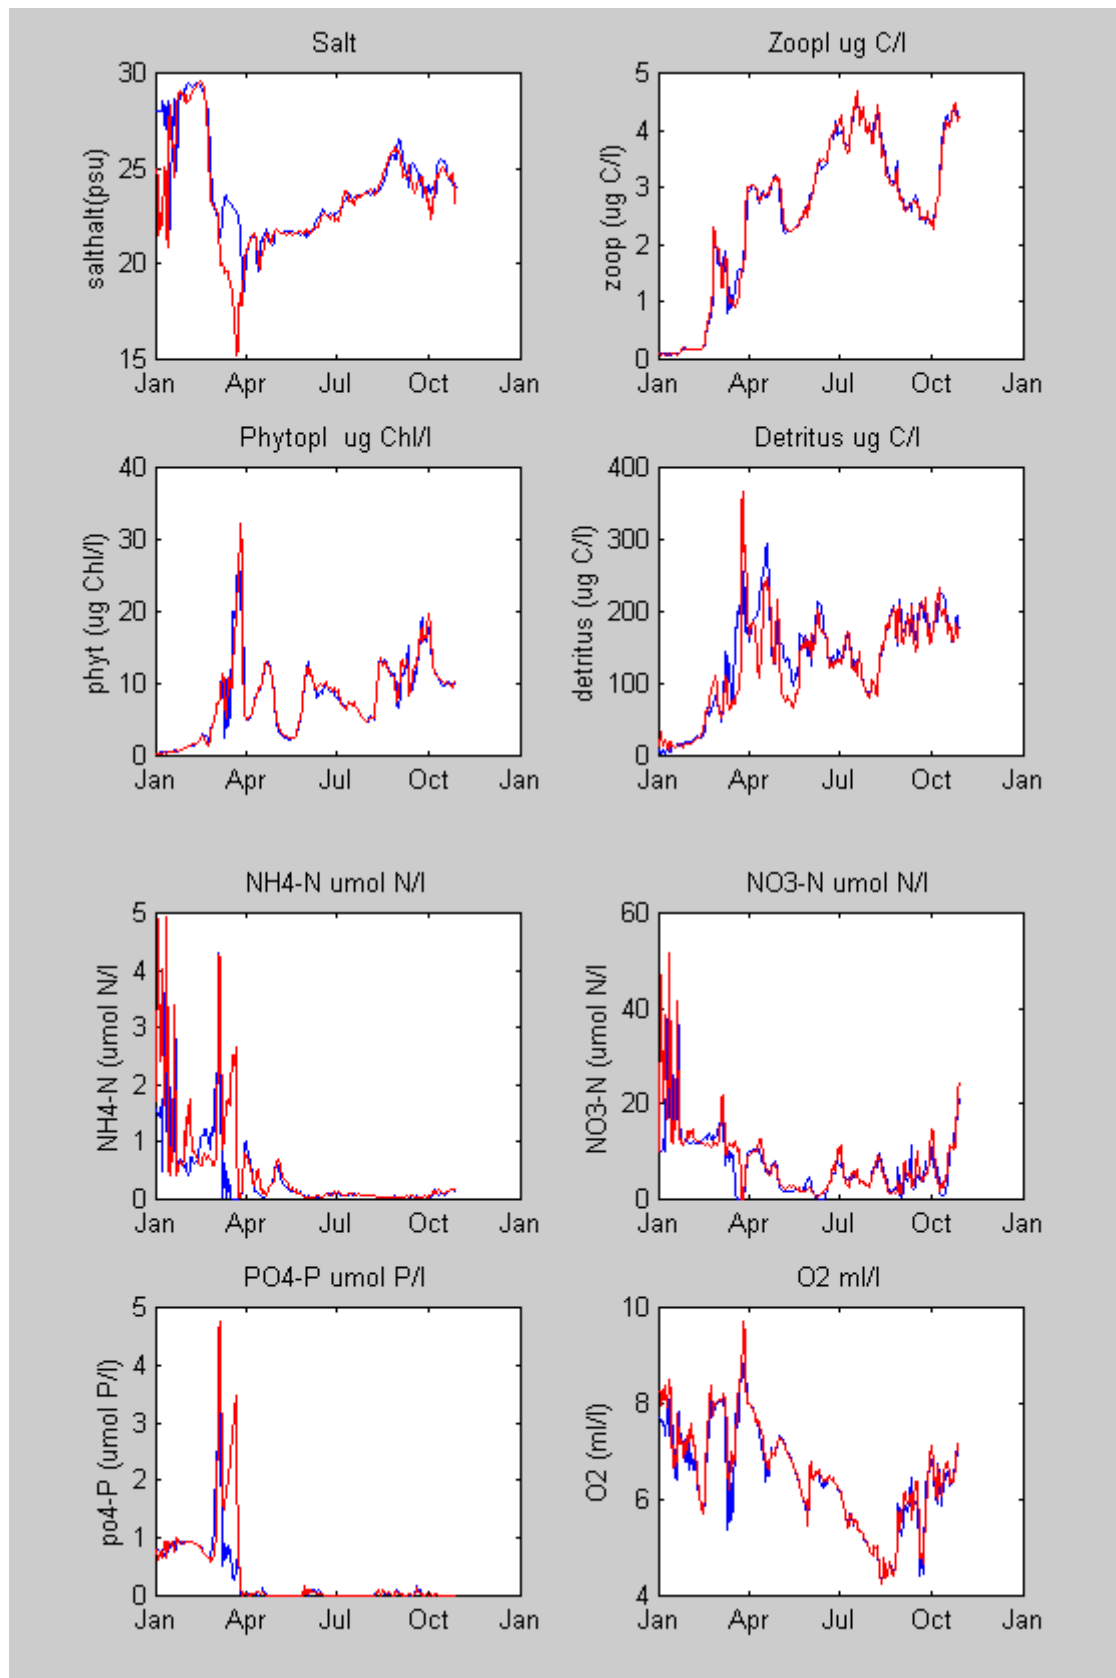 Salt
salthalt(psu)
30
25
20
15
Jan Apr Jul Oct Jan
Zoopl ug C/l
zoop (ug C/l)
5
4
3
2
1
0
Jan Apr Jul Oct Jan
Phytopl ug Chl/l
phyt (ug Chl/l)
40
30
20
10
0
Jan Apr Jul Oct Jan
Detritus ug C/l
detritus (ug C/l)
400
300
200
100
0
Jan Apr Jul Oct Jan
NH4-N umol N/l
NH4-N (umol N/l)
5
4
3
2
1
0
Jan Apr Jul Oct Jan
NO3-N umol N/l
NO3-N (umol N/l)
60
40
20
0
Jan Apr Jul Oct Jan
PO4-P umol P/l
po4-P (umol P/l)
5
4
3
2
1
0
Jan Apr Jul Oct Jan
O2 ml/l
O2 (ml/l)
10
8
6
4
Jan Apr Jul Oct Jan